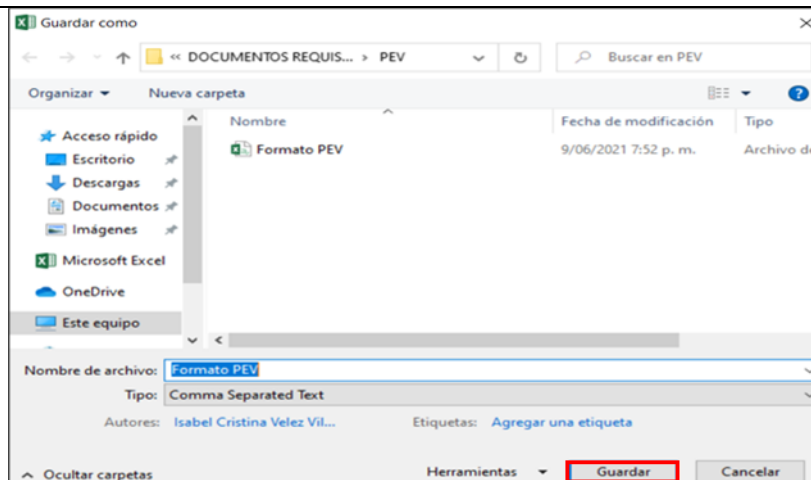 Guardar como
« DOCUMENTOS REQUIS... › PEV
Buscar en PEV
Organizar
Nueva carpeta
Nombre
Fecha de modificación
Tipo
Acceso rápido
Escritorio
Descargas
Documentos
Imágenes
Microsoft Excel
OneDrive
Este equipo
Formato PEV
9/06/2021 7:52 p. m.
Archivo d
Nombre de archivo: Formato PEV
Tipo: Comma Separated Text
Autores: Isabel Cristina Velez Vil...
Etiquetas: Agregar una etiqueta
Ocultar carpetas
Herramientas
Guardar
Cancelar